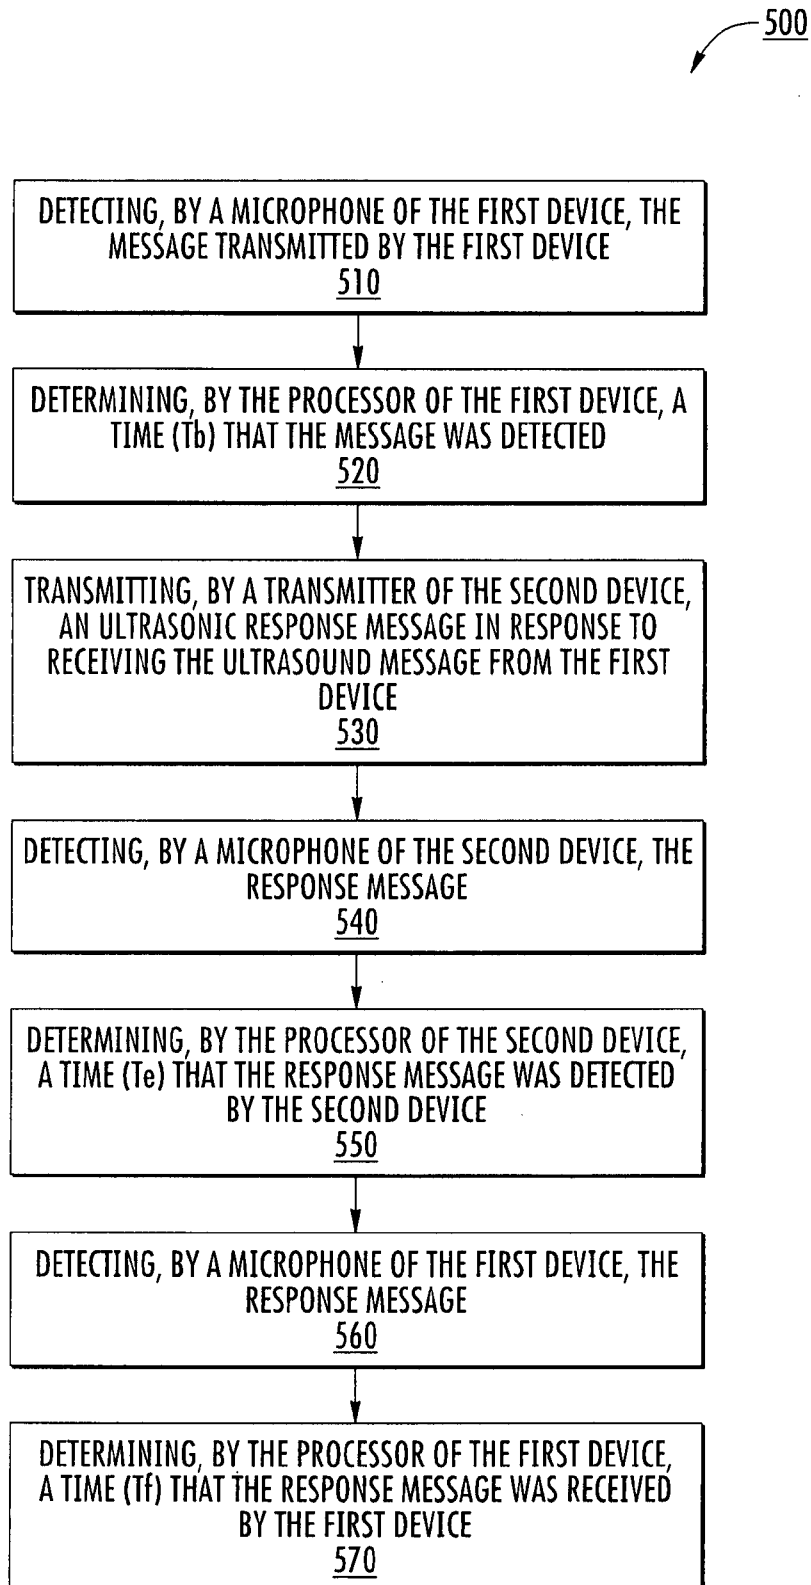 500
DETECTING, BY A MICROPHONE OF THE FIRST DEVICE, THE
MESSAGE TRANSMITTED BY THE FIRST DEVICE
510
DETERMINING, BY THE PROCESSOR OF THE FIRST DEVICE, A
TIME (Tb) THAT THE MESSAGE WAS DETECTED
520
TRANSMITTING, BY A TRANSMITTER OF THE SECOND DEVICE,
AN ULTRASONIC RESPONSE MESSAGE IN RESPONSE TO
RECEIVING THE ULTRASOUND MESSAGE FROM THE FIRST
DEVICE
530
DETECTING, BY A MICROPHONE OF THE SECOND DEVICE, THE
RESPONSE MESSAGE
540
DETERMINING, BY THE PROCESSOR OF THE SECOND DEVICE,
A TIME (Te) THAT THE RESPONSE MESSAGE WAS DETECTED
BY THE SECOND DEVICE
550
DETECTING, BY A MICROPHONE OF THE FIRST DEVICE, THE
RESPONSE MESSAGE
560
DETERMINING, BY THE PROCESSOR OF THE FIRST DEVICE,
A TIME (Tf) THAT THE RESPONSE MESSAGE WAS RECEIVED
BY THE FIRST DEVICE
570